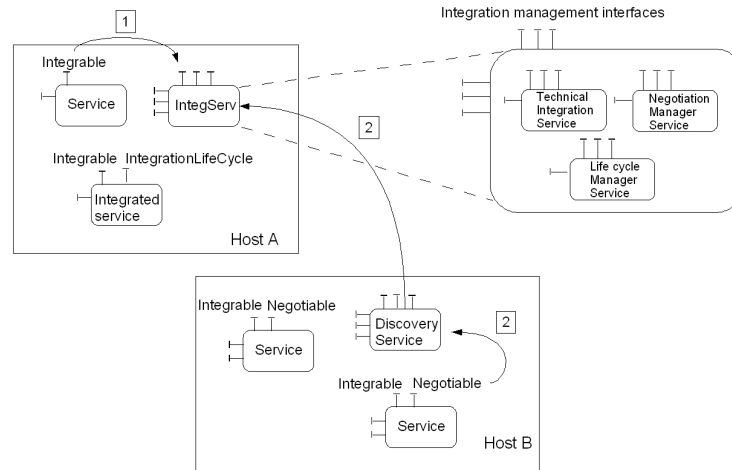 Integration management interfaces
1
Integrable
Service
IntegServ
Technical
Integration
Service
Negotiation
Manager
Service
2
Life cycle
Manager
Service
Integrable IntegrationLifeCycle
Integrated
service
Host A
Integrable Negotiable
Service
Discovery
Service
2
Integrable Negotiable
Service
Host B